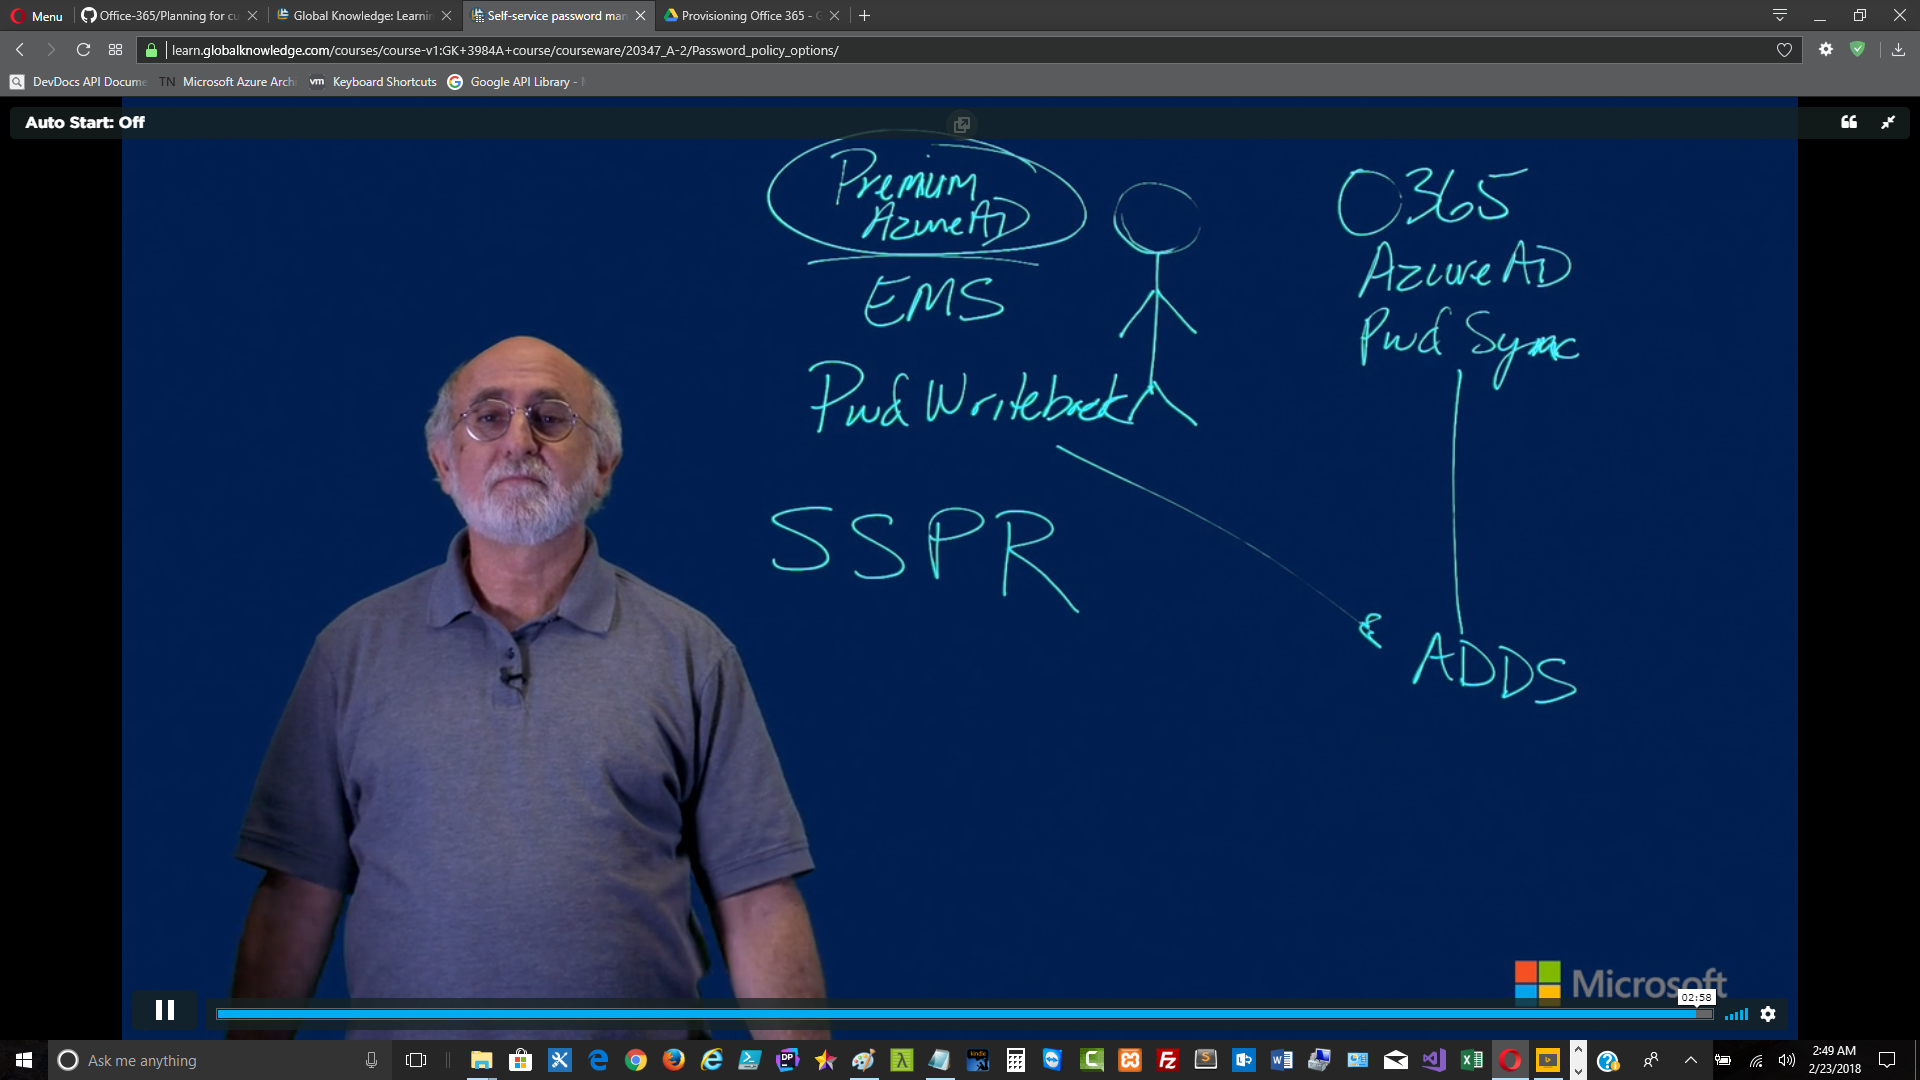 Menu
Office-365/Planning for cu
Global Knowledge: Learnin
Self-service password man
Provisioning Office 365 - G
learn.globalknowledge.com/courses/course-v1:GK+3984A+course/courseware/20347_A-2/Password_policy_options/
DevDocs API Docume
TN Microsoft Azure Archi
vm Keyboard Shortcuts
Google API Library -
Auto Start: Off
Premium
AzureAD
EMS
Pwd Writeback
SSPR
O365
AzureAD
Pwd Sync
ADDS
Microsoft
02:58
Ask me anything
2:49 AM
2/23/2018